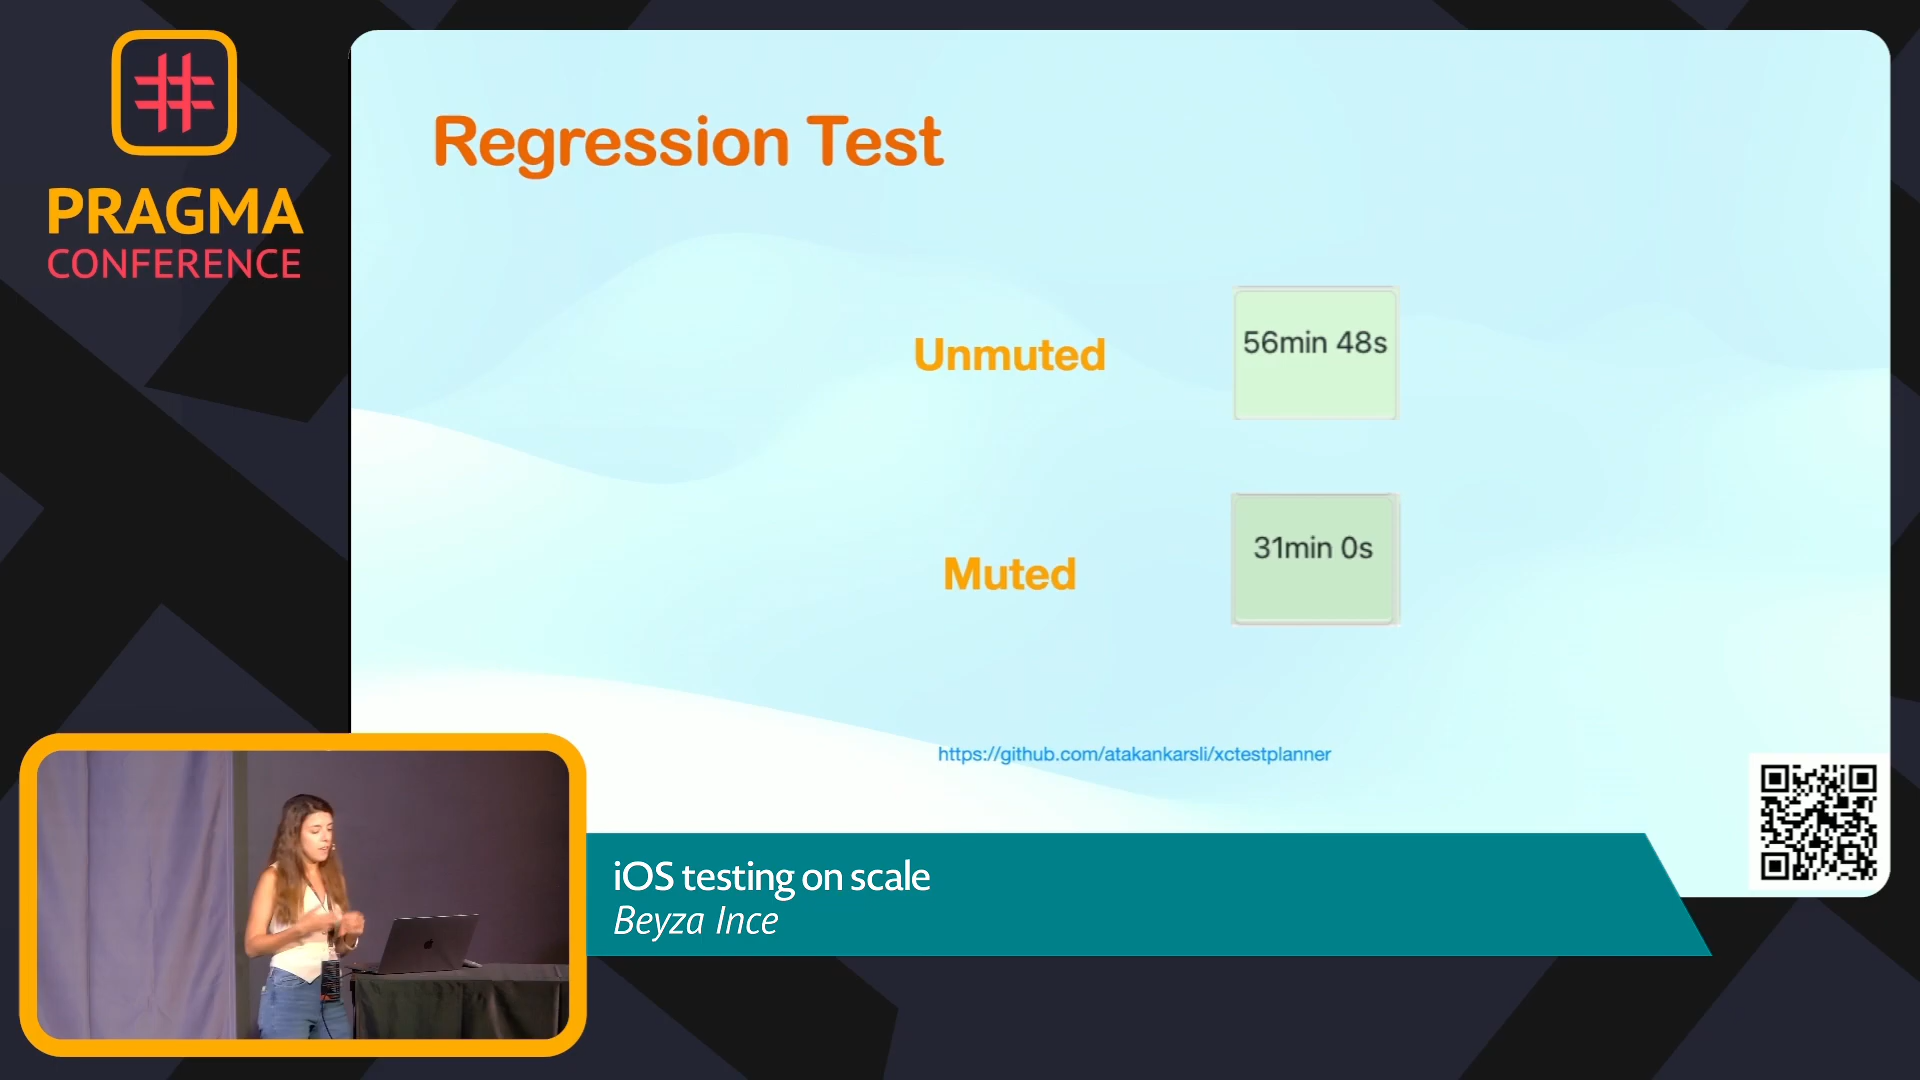 PRAGMA
CONFERENCE
Regression Test
Unmuted
56min 48s
Muted
31min 0s
https://github.com/atakankarsli/xctestplanner
iOS testing on scale
Beyza Ince